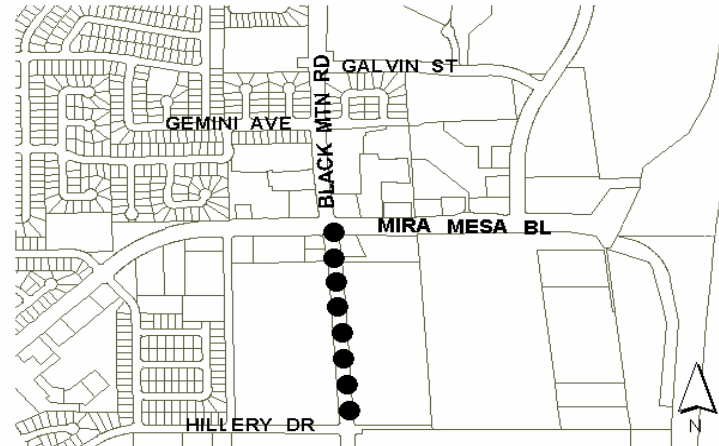 GALVIN ST
BLACK MTN RD
GEMINI AVE
MIRA MESA BL
HILLERY DR
N